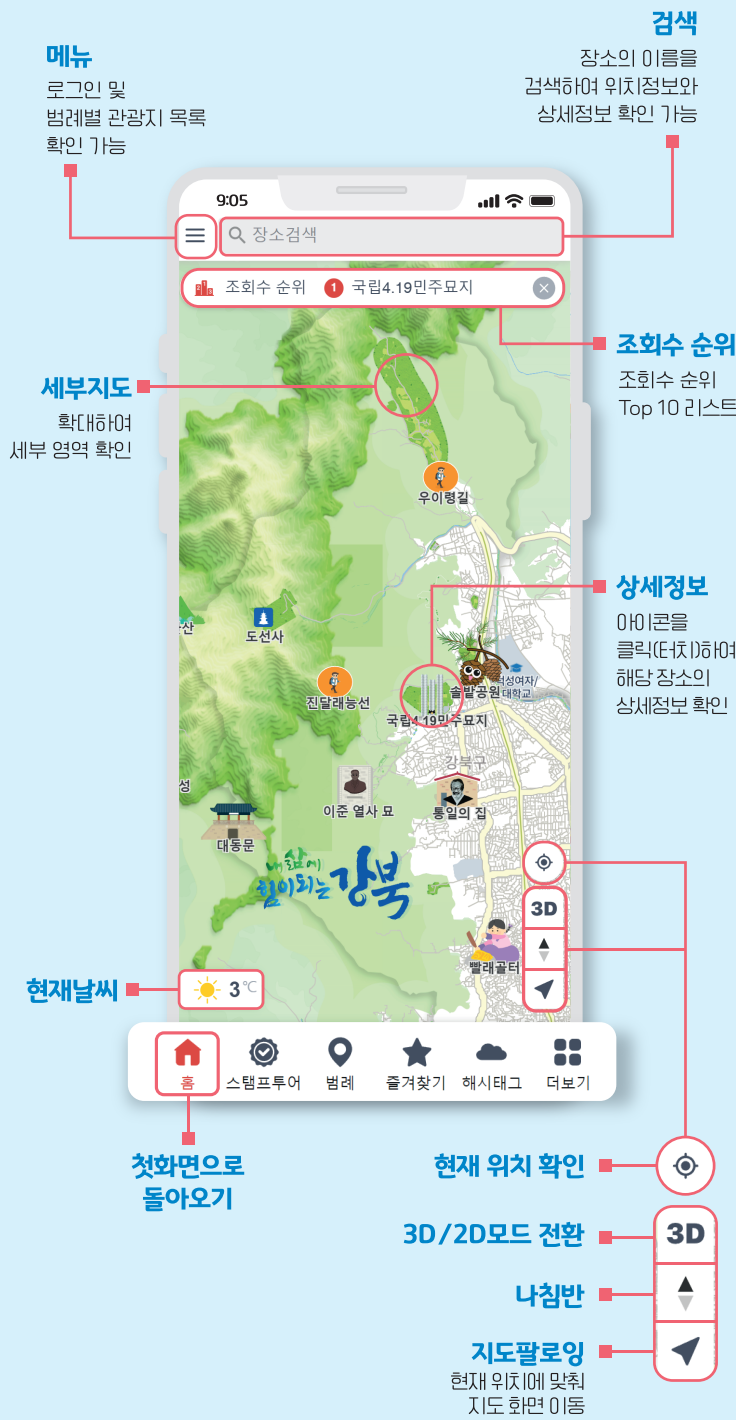 검색
장소의 이름을
검색하여 위치정보와
상세정보 확인 가능
메뉴
로그인 및
범례별 관광지 목록
확인 가능
9:05
장소검색
조회수 순위 1 국립4.19민주묘지
조회수 순위
조회수 순위
Top 10 리스트
세부지도
확대하여
세부 영역 확인
우이령길
상세정보
아이콘을
클릭(터치)하여
해당 장소의
상세정보 확인
산
도선사
솔밭공원
덕성여자/
대학교
진달래능선
국립4.19민주묘지
강북구
성
이준 열사 묘
통일의 집
대동문
내 삶에
힘이되는 강북
3D
빨래골터
현재날씨
3℃
홈
스탬프투어
범례
즐겨찾기
해시태그
더보기
첫화면으로
돌아오기
현재 위치 확인
3D/2D모드 전환
3D
나침반
지도팔로잉
현재 위치에 맞춰
지도 화면 이동